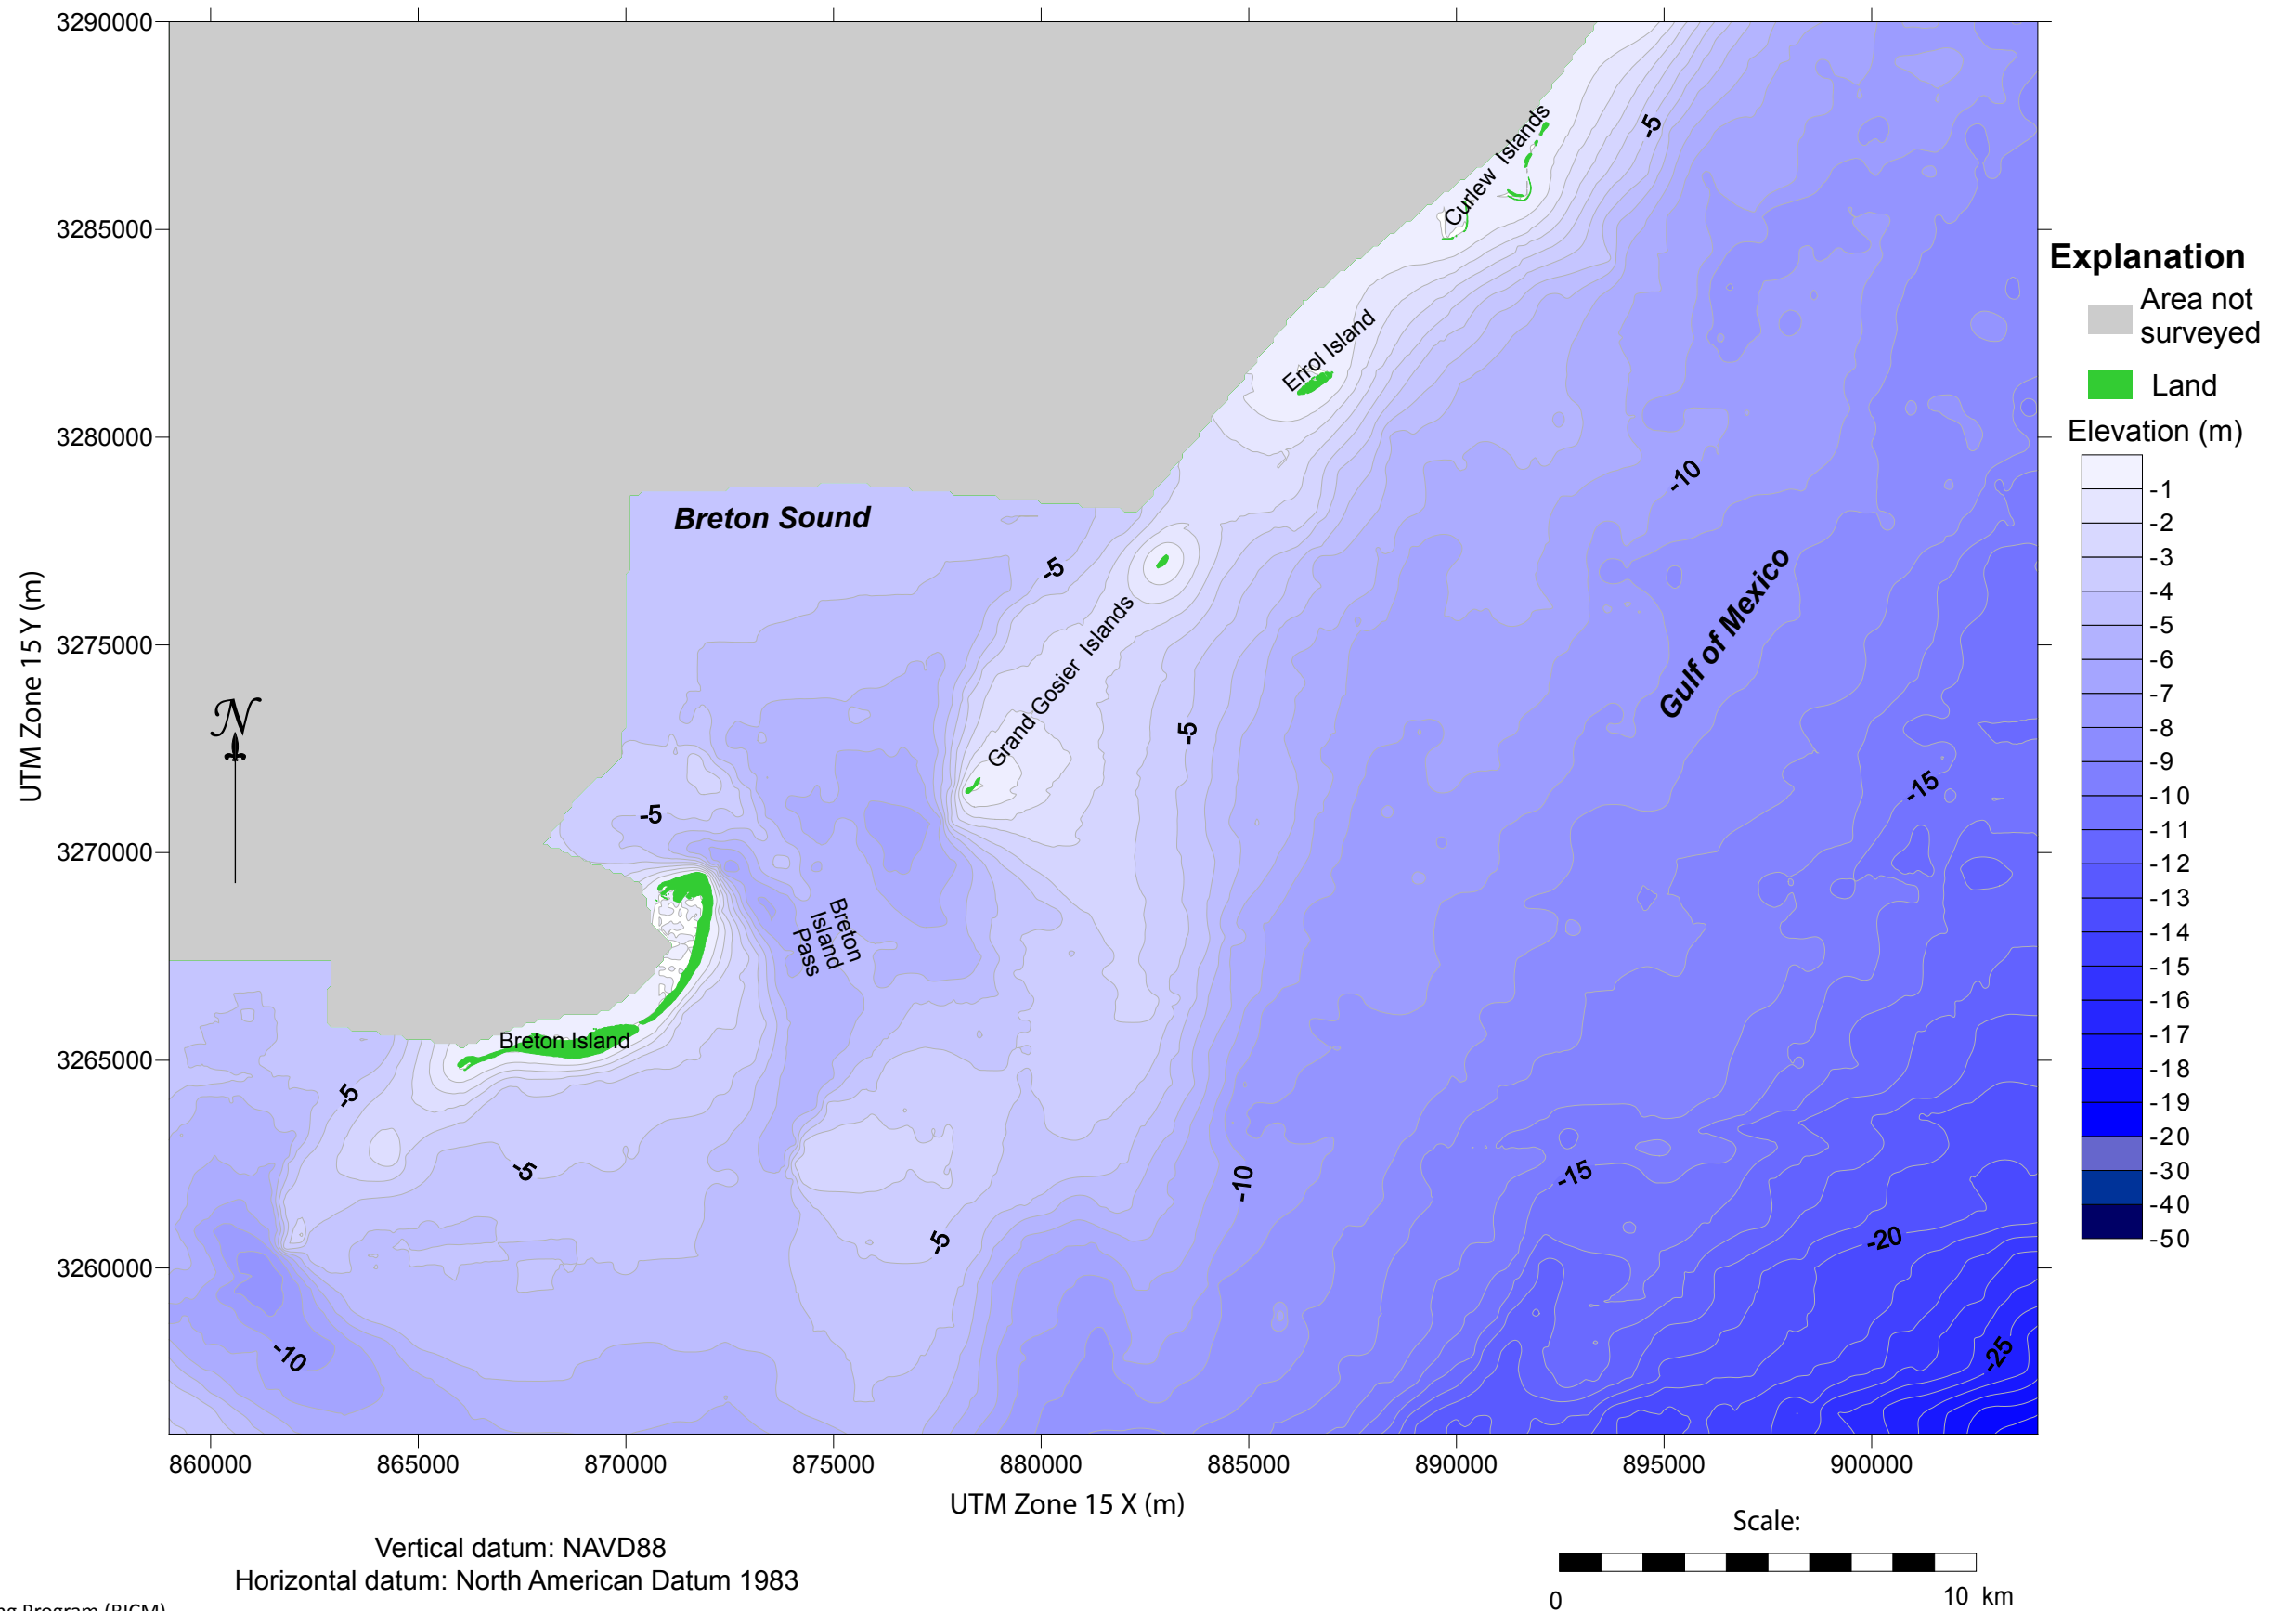 3290000
3285000
3280000
3275000
3270000
3265000
3260000
UTM Zone 15 Y (m)
N
Curlew Islands
-5
Errol Island
Breton Sound
-5
-10
Grand Gosier Islands
Gulf of Mexico
-5
-15
-5
Breton
Island
Pass
Breton Island
-5
-5
-10
-15
-5
-20
-10
-25
860000
865000
870000
875000
880000
885000
890000
895000
900000
UTM Zone 15 X (m)
Explanation
Area not
surveyed
Land
Elevation (m)
-1
-2
-3
-4
-5
-6
-7
-8
-9
-10
-11
-12
-13
-14
-15
-16
-17
-18
-19
-20
-30
-40
-50
Vertical datum: NAVD88
Horizontal datum: North American Datum 1983
Scale:
0
10 km
Program (BICM)